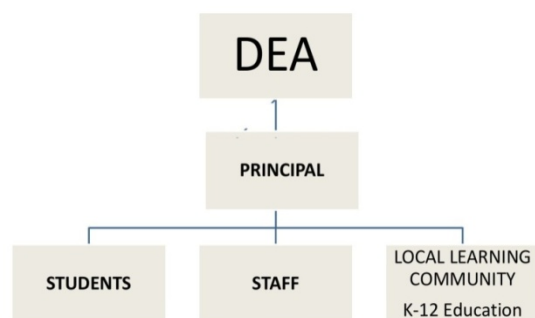 DEA
PRINCIPAL
STUDENTS
STAFF
LOCAL LEARNING
COMMUNITY
K-12 Education